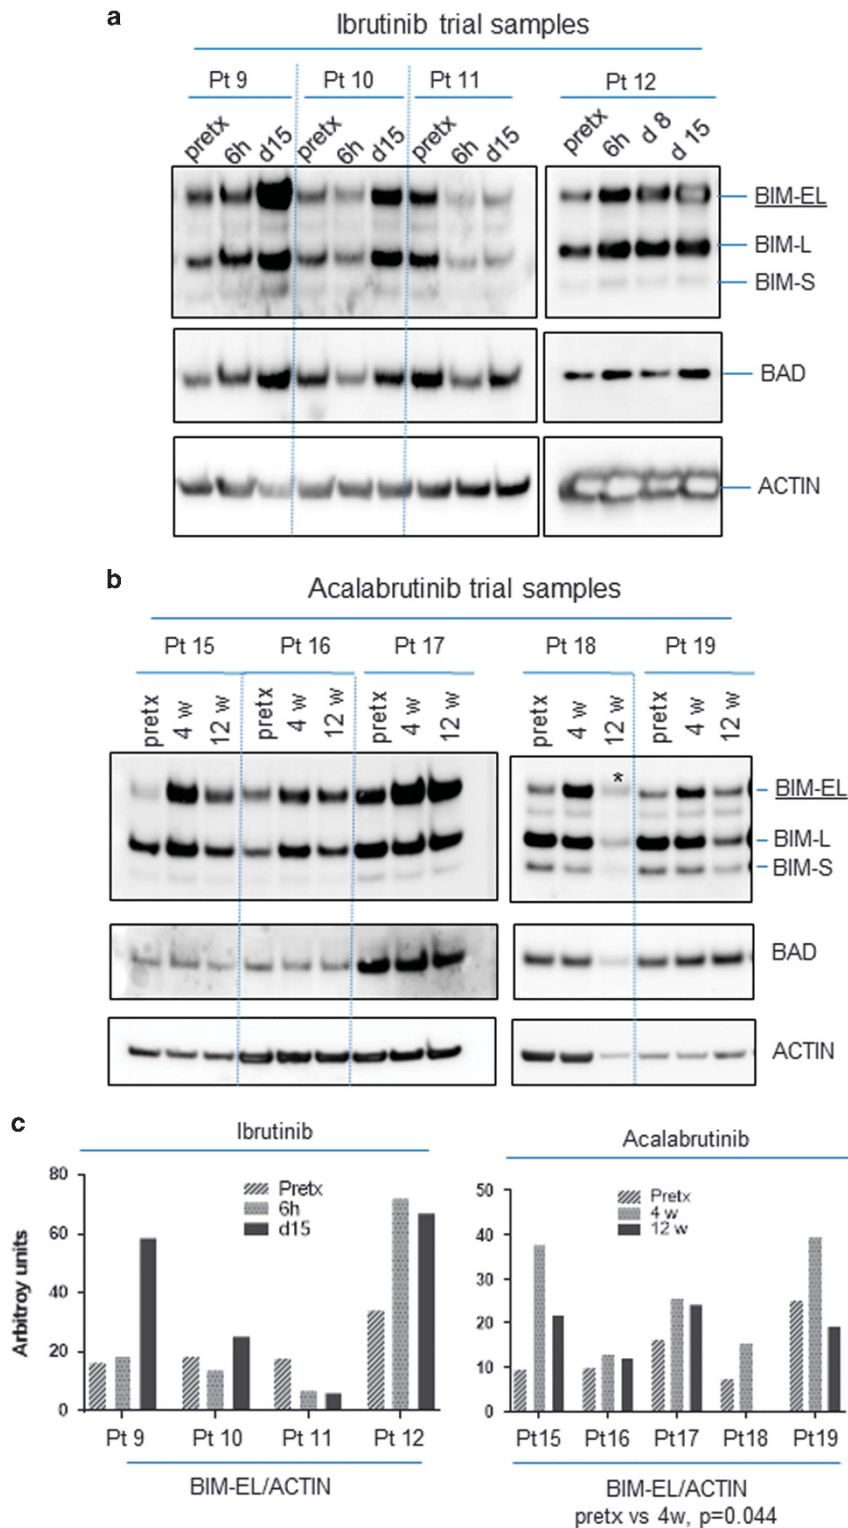 a
Ibrutinib trial samples
Pt 9 Pt 10 Pt 11 Pt 12
pretx 6h d15 pretx 6h d15 pretx 6h d15 pretx 6h d 8 d 15
BIM-EL
BIM-L
BIM-S
BAD
ACTIN
b
Acalabrutinib trial samples
Pt 15 Pt 16 Pt 17 Pt 18 Pt 19
pretx 4 w 12 w pretx 4 w 12 w pretx 4 w 12 w pretx 4 w 12 w pretx 4 w 12 w
*
BIM-EL
BIM-L
BIM-S
BAD
ACTIN
c
Ibrutinib
Arbitroy units
80
60
40
20
0
Pretx
6h
d15
Pt 9 Pt 10 Pt 11 Pt 12
BIM-EL/ACTIN
Acalabrutinib
50
40
30
20
10
0
Pretx
4 w
12 w
Pt15 Pt16 Pt17 Pt18 Pt19
BIM-EL/ACTIN
pretx vs 4w, p=0.044